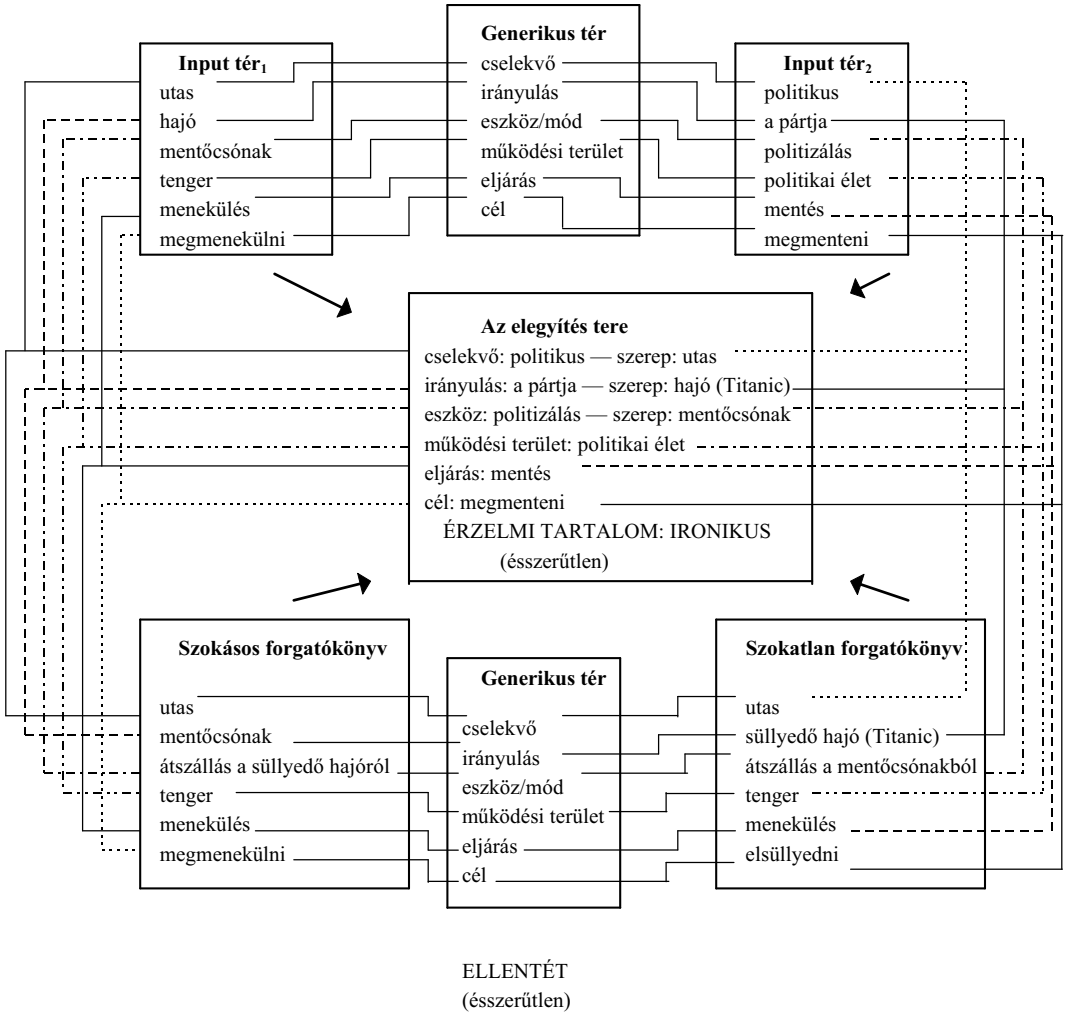 Input tér₁
utas
hajó
mentőcsónak
tenger
menekülés
megmenekülni
Generikus tér
cselekvő
irányulás
eszköz/mód
működési terület
eljárás
cél
Input tér₂
politikus
a pártja
politizálás
politikai élet
mentés
megmenteni
Az elegyítés tere
cselekvő: politikus — szerep: utas
irányulás: a pártja — szerep: hajó (Titanic)
eszköz: politizálás — szerep: mentőcsónak
működési terület: politikai élet
eljárás: mentés
cél: megmenteni
ÉRZELMI TARTALOM: IRONIKUS
(ésszerűtlen)
Szokásos forgatókönyv
utas
mentőcsónak
átszállás a süllyedő hajóról
tenger
menekülés
megmenekülni
Generikus tér
cselekvő
irányulás
eszköz/mód
működési terület
eljárás
cél
Szokatlan forgatókönyv
utas
süllyedő hajó (Titanic)
átszállás a mentőcsónakból
tenger
menekülés
elsüllyedni
ELLENTÉT
(ésszerűtlen)